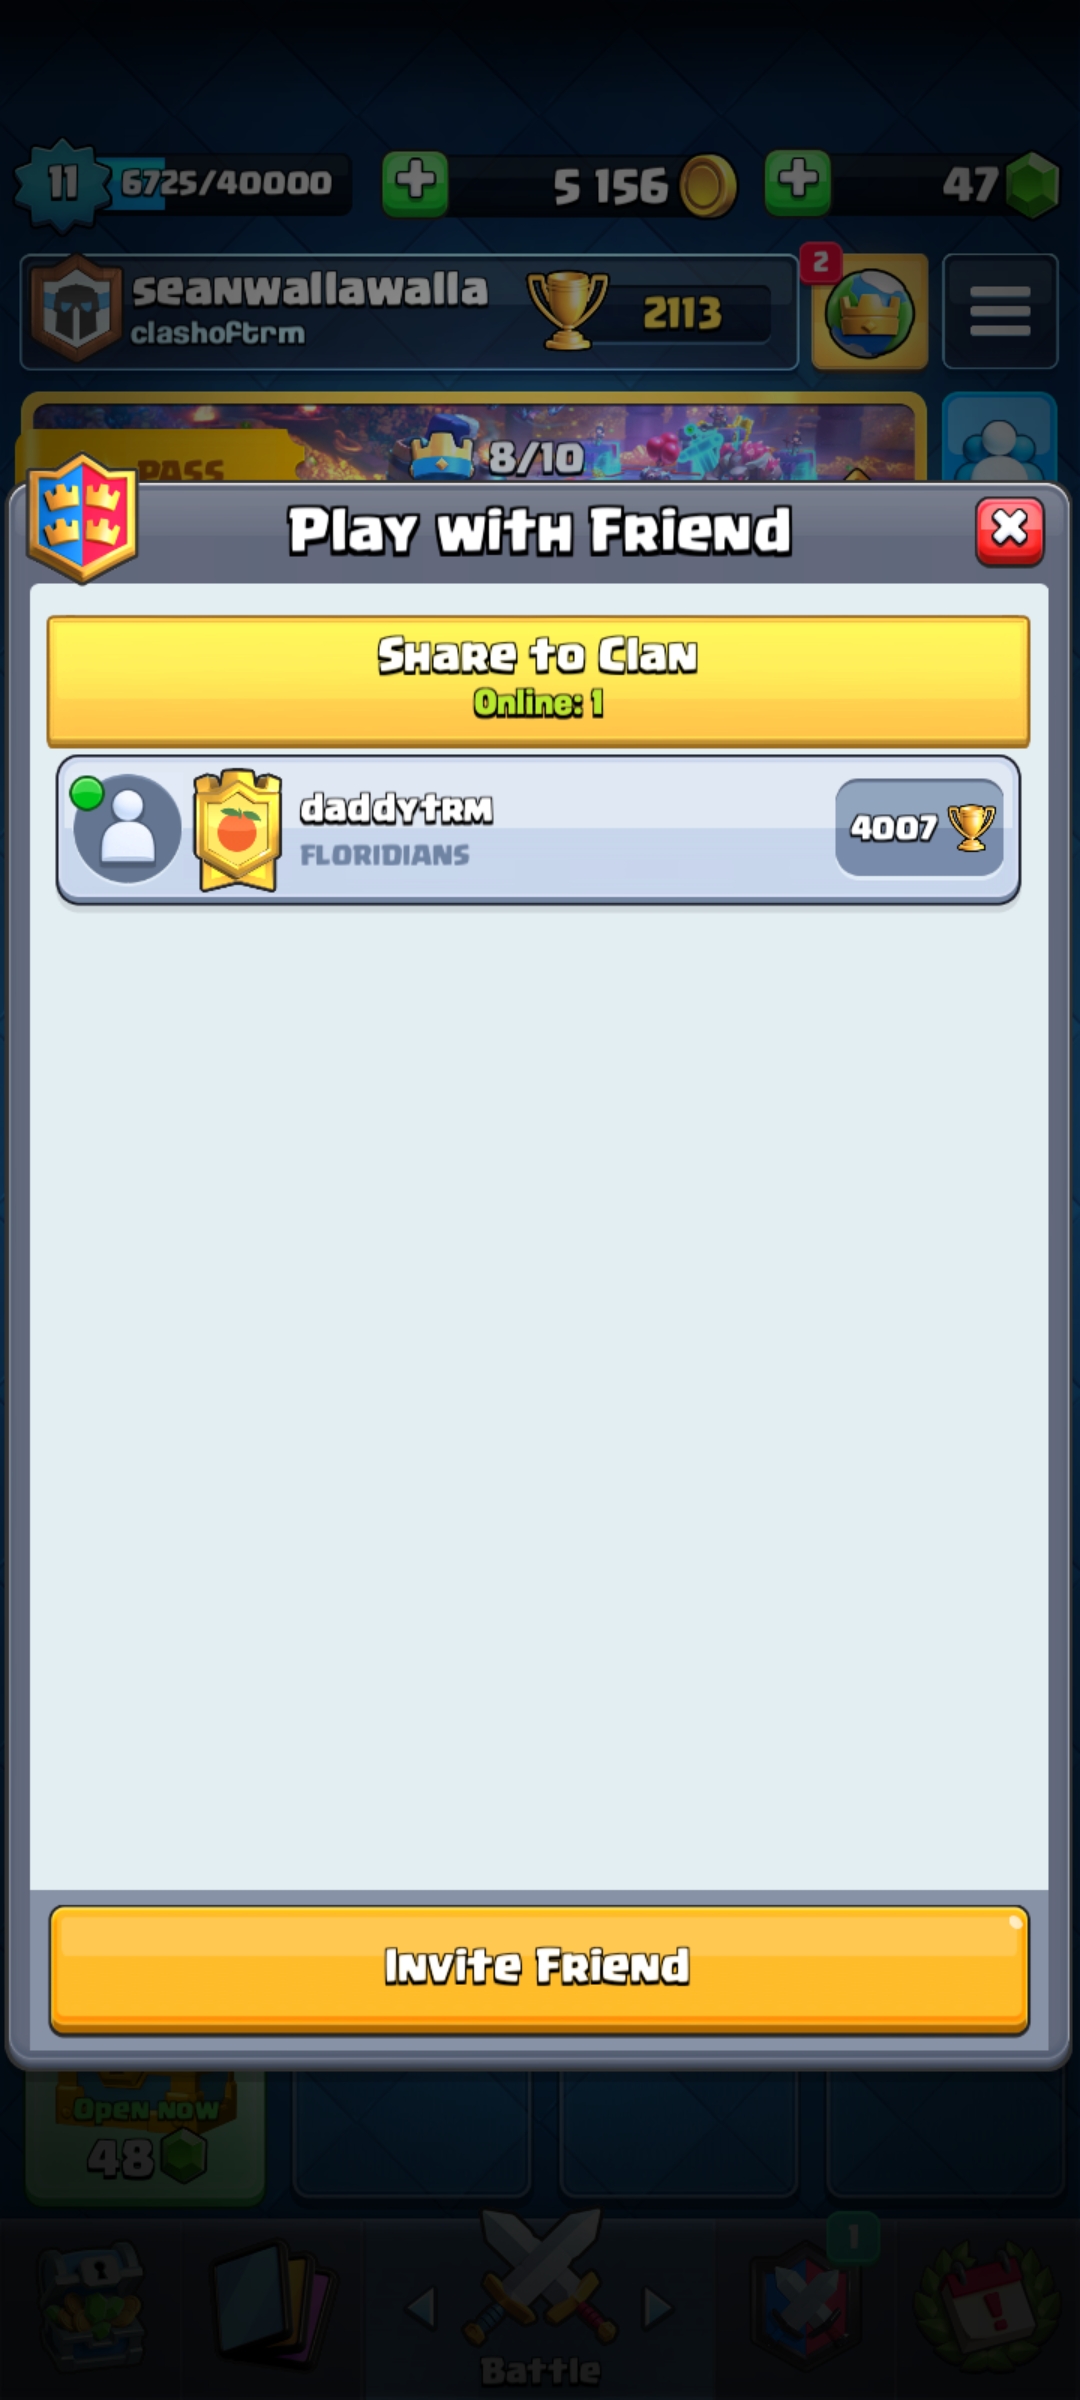 11
6725/40000
5 156
47
seanwallawalla
clashoftrm
2113
2
PASS
8/10
Play with Friend
Share to Clan
Online: 1
daddytrm
FLORIDIANS
4007
Invite Friend
Open now
48
1
Battle